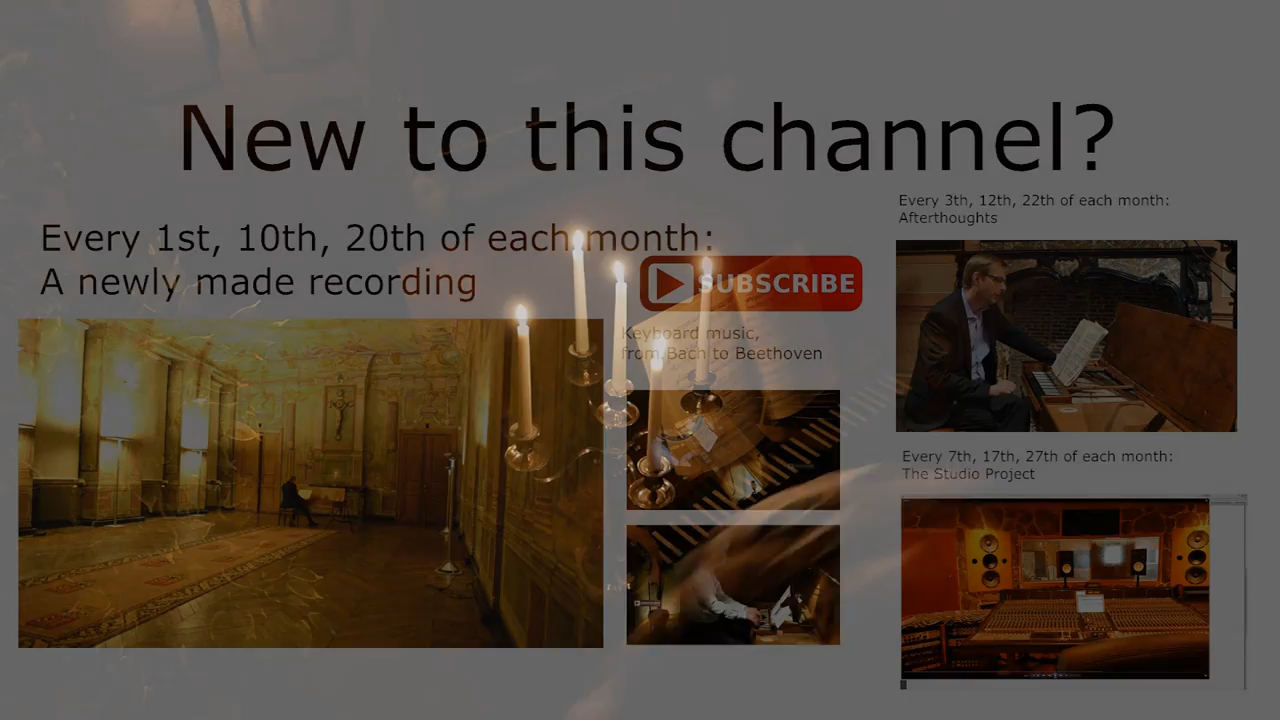 New to this channel?
Every 1st, 10th, 20th of each month:
A newly made recording
SUBSCRIBE
Keyboard music,
from Bach to Beethoven
Every 3th, 12th, 22th of each month:
Afterthoughts
Every 7th, 17th, 27th of each month:
The Studio Project